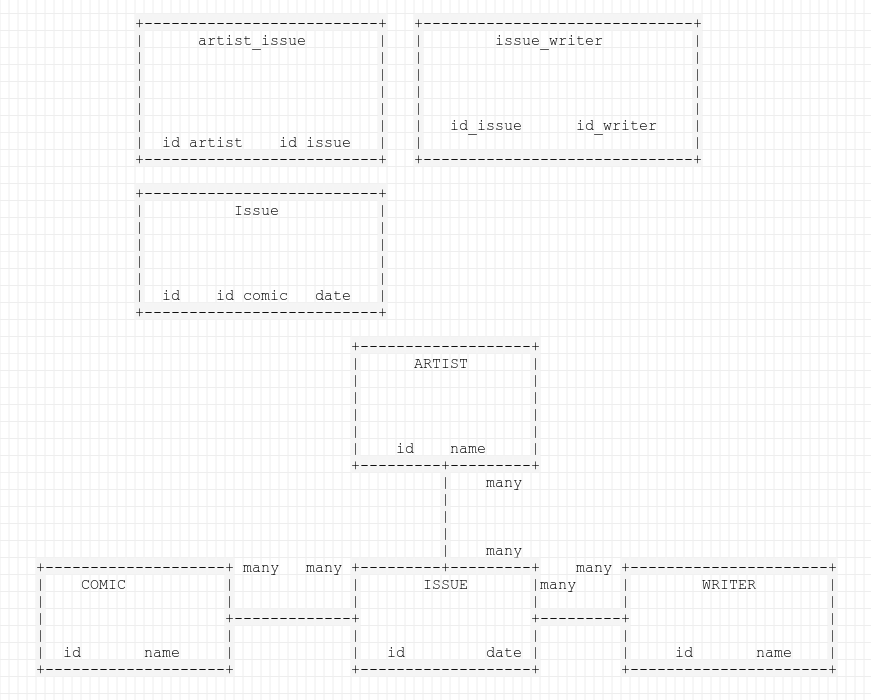 artist_issue
issue_writer
id_issue id_writer
id artist id issue
Issue
id id comic date
ARTIST
id name
many
many
many many many
COMIC ISSUE many WRITER
id name id date id name